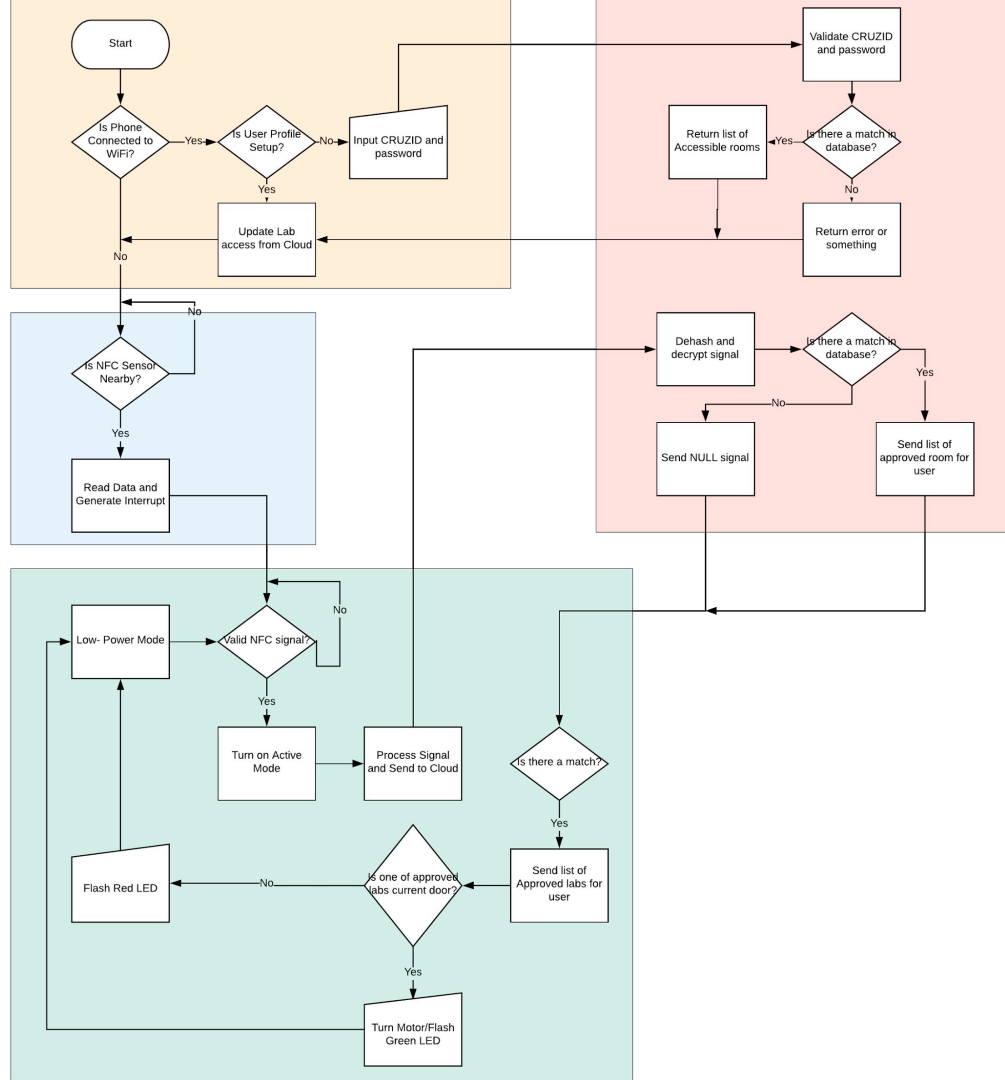 Start
Is Phone
Connected to
WiFi?
Yes
Is User Profile
Setup?
No
Input CRUZID and
password
Yes
Update Lab
access from Cloud
No
Validate CRUZID
and password
Is there a match in
database?
Yes
Return list of
Accessible rooms
No
Return error or
something
No
Is NFC Sensor
Nearby?
Yes
Read Data and
Generate Interrupt
Dehash and
decrypt signal
Is there a match in
database?
Yes
No
Send NULL signal
Send list of
approved room for
user
No
Low- Power Mode
Valid NFC signal?
Yes
Turn on Active
Mode
Process Signal
and Send to Cloud
Is there a match?
Yes
Send list of
Approved labs for
user
Is one of approved
labs current door?
No
Flash Red LED
Yes
Turn Motor/Flash
Green LED